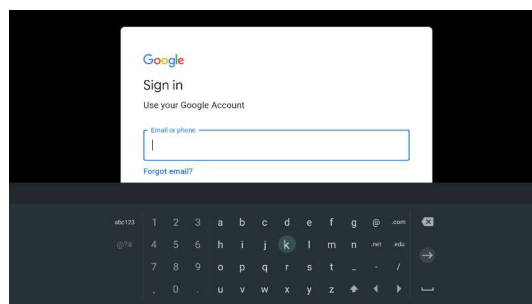 Google
Sign in
Use your Google Account
Email or phone
Forgot email?
abc123 1 2 3 a b c d e f g @ .com
@?& 4 5 6 h i j k l m n .net .edu
7 8 9 o p q r s t _ - /
, 0 . u v w x y z